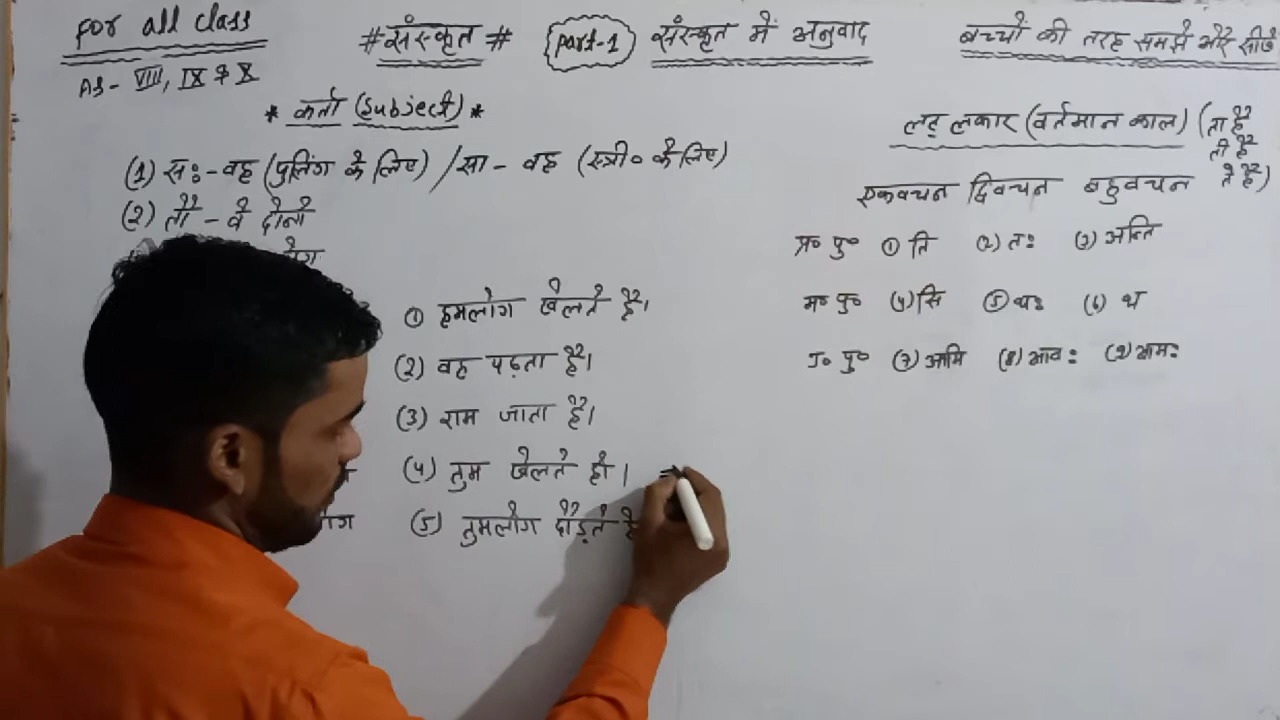 for all class
As - VIII, IX & X
# संस्कृत #
Part-1
संस्कृत में अनुवाद
बच्चों की तरह समझे और सीखें
* कर्ता (Subject) *
(1) सः - वह (पुलिंग के लिए) / सा - वह (स्त्री० के लिए)
(2) तौ - वे दोनों
① हमलोग खेलते हैं।
(2) वह पढ़ता है।
(3) राम जाता है।
(4) तुम खेलते हो।
(5) तुमलोग दौड़ते
लट् लकार (वर्तमान काल) (ता है
ती है
ते हैं)
एकवचन द्विवचन बहुवचन
प्र० पु० ① ति (2) तः (3) अन्ति
म० पु० (4) सि ⑤ थः (6) थ
उ० पु० (7) आमि (8) आवः (9) आमः